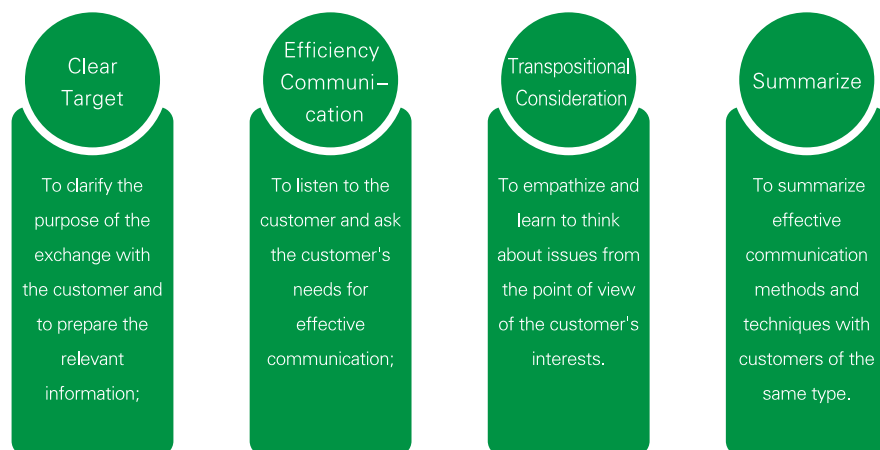 Clear
Target
To clarify the
purpose of the
exchange with
the customer and
to prepare the
relevant
information;
Efficiency
Communi–
cation
To listen to the
customer and ask
the customer's
needs for
effective
communication;
Transpositional
Consideration
To empathize and
learn to think
about issues from
the point of view
of the customer's
interests.
Summarize
To summarize
effective
communication
methods and
techniques with
customers of the
same type.